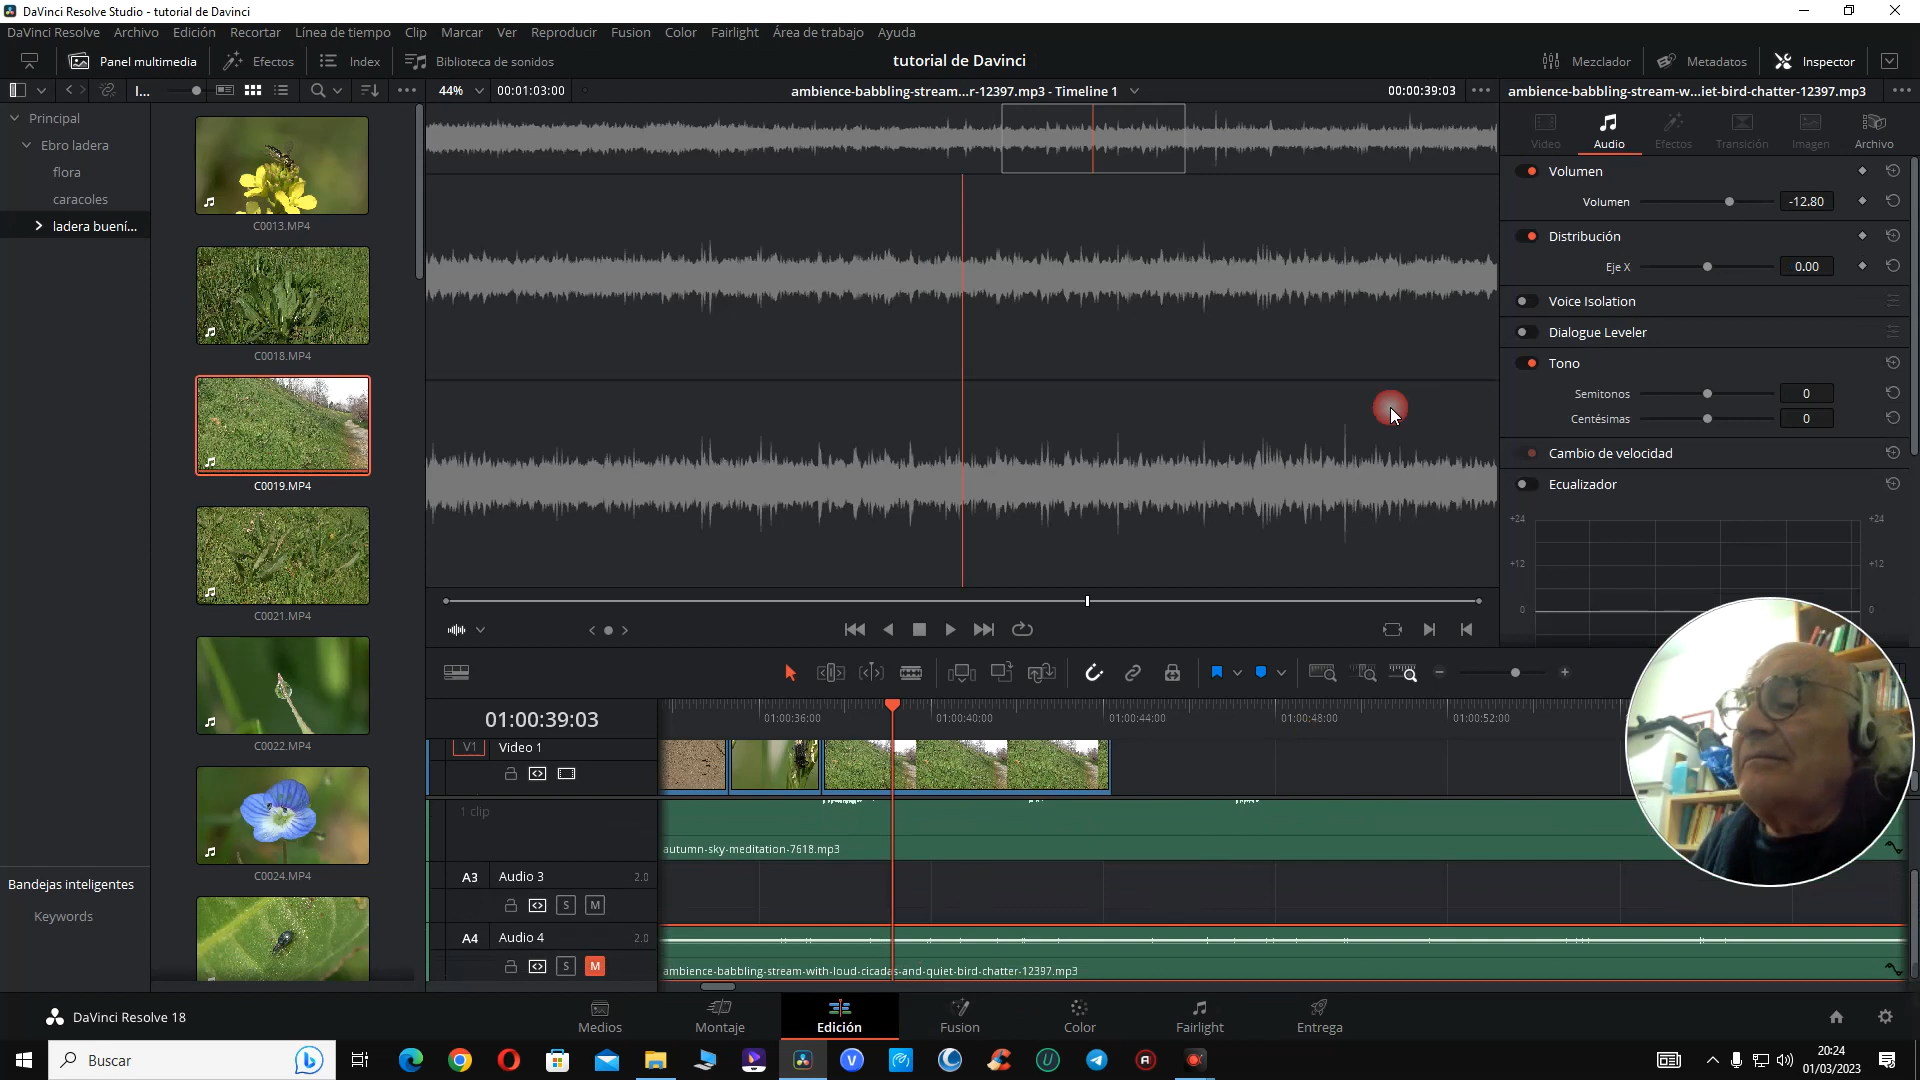 DaVinci Resolve Studio - tutorial de Davinci
DaVinci Resolve Archivo Edición Recortar Línea de tiempo Clip Marcar Ver Reproducir Fusion Color Fairlight Área de trabajo Ayuda
Panel multimedia Efectos Index Biblioteca de sonidos tutorial de Davinci Mezclador Metadatos Inspector
l... 44% 00:01:03:00 ambience-babbling-stream...r-12397.mp3 - Timeline 1 00:00:39:03 ambience-babbling-stream-w...iet-bird-chatter-12397.mp3
Principal
Ebro ladera
flora
caracoles
ladera buení...
Bandejas inteligentes
Keywords
C0013.MP4
C0018.MP4
C0019.MP4
C0021.MP4
C0022.MP4
C0024.MP4
Video Audio Efectos Transición Imagen Archivo
Volumen
Volumen -12.80
Distribución
Eje X 0.00
Voice Isolation
Dialogue Leveler
Tono
Semitonos 0
Centésimas 0
Cambio de velocidad
Ecualizador
+24 +24
+12 +12
0 0
01:00:39:03 01:00:36:00 01:00:40:00 01:00:44:00 01:00:48:00 01:00:52:00
V1 Video 1
1 clip
autumn-sky-meditation-7618.mp3
A3 Audio 3 2.0
S M
A4 Audio 4 2.0
S M
ambience-babbling-stream-with-loud-cicadas-and-quiet-bird-chatter-12397.mp3
DaVinci Resolve 18
Medios Montaje Edición Fusion Color Fairlight Entrega
Buscar
20:24
01/03/2023